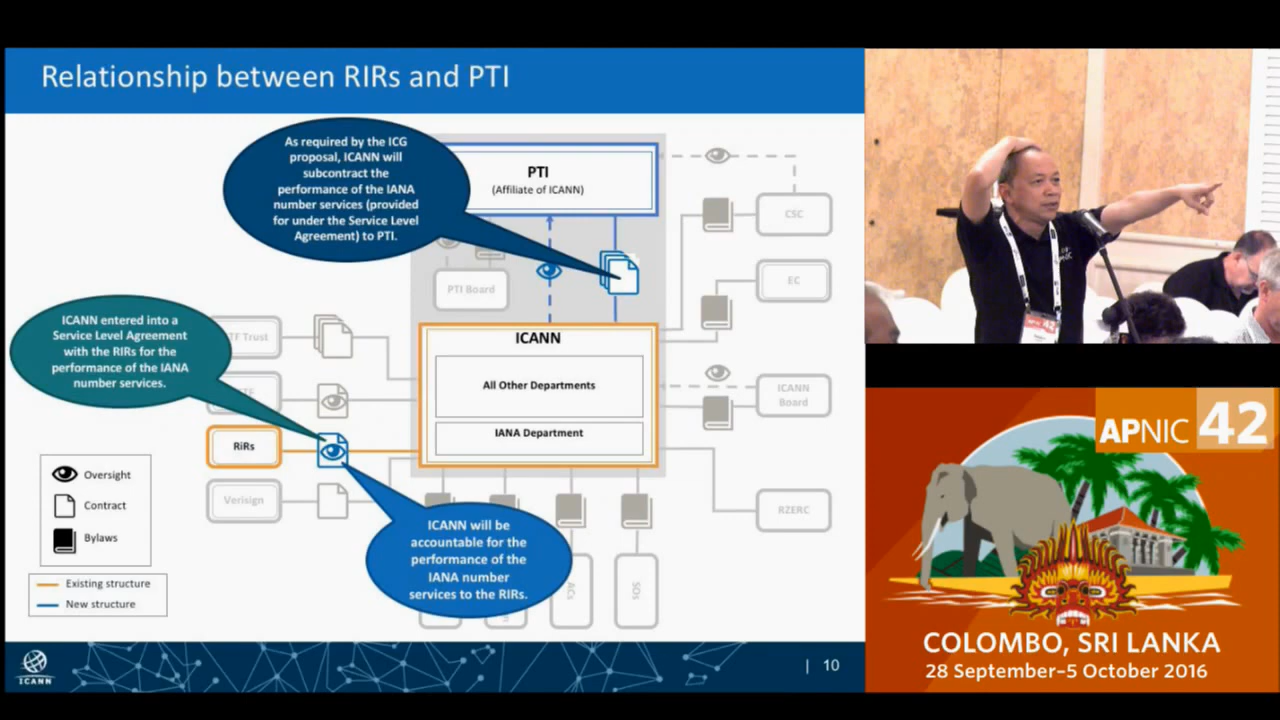 Relationship between RIRs and PTI
As required by the ICG
proposal, ICANN will
subcontract the
performance of the IANA
number services (provided
for under the Service Level
Agreement) to PTI.
PTI
(Affiliate of ICANN)
CSC
PTI Board
EC
ICANN entered into a
Service Level Agreement
with the RIRs for the
performance of the IANA
number services.
TF Trust
ICANN
All Other Departments
IANA Department
ICANN
Board
RiRs
Verisign
RZERC
Oversight
Contract
Bylaws
ICANN will be
accountable for the
performance of the
IANA number
services to the RIRs.
ACs
SOs
Existing structure
New structure
ICANN
| 10
42
APNIC 42
COLOMBO, SRI LANKA
28 September–5 October 2016